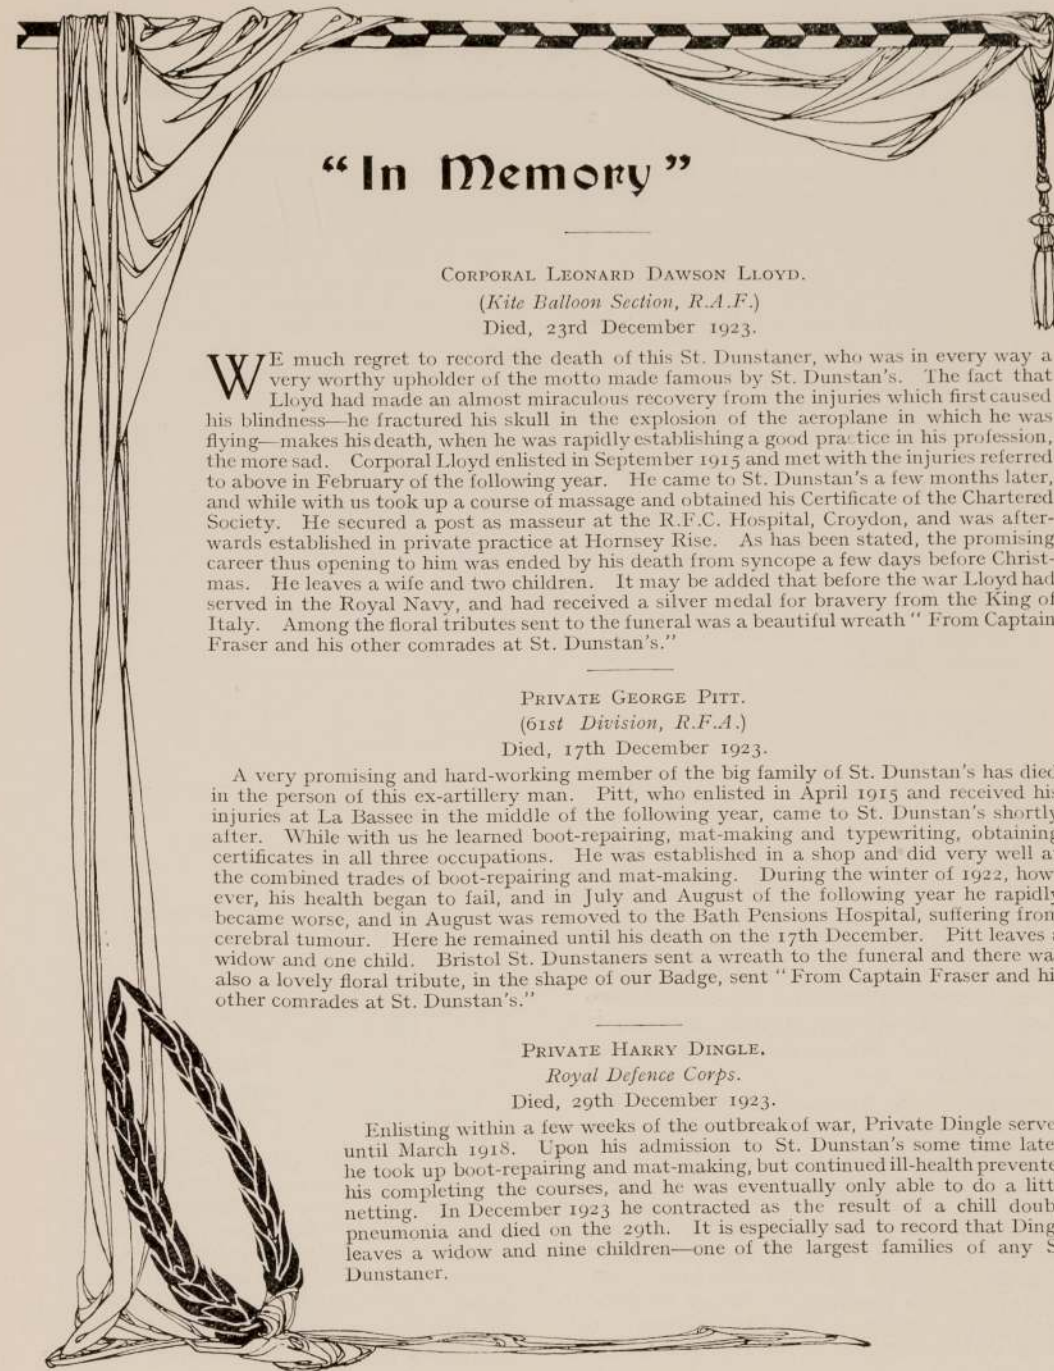 “In Memory”
Corporal Leonard Dawson Lloyd.
(Kite Balloon Section, R.A.F.)
Died, 23rd December 1923.
WE much regret to record the death of this St. Dunstaner, who was in every way a
very worthy upholder of the motto made famous by St. Dunstan's. The fact that
Lloyd had made an almost miraculous recovery from the injuries which first caused
his blindness—he fractured his skull in the explosion of the aeroplane in which he was
flying—makes his death, when he was rapidly establishing a good practice in his profession,
the more sad. Corporal Lloyd enlisted in September 1915 and met with the injuries referred
to above in February of the following year. He came to St. Dunstan's a few months later,
and while with us took up a course of massage and obtained his Certificate of the Chartered
Society. He secured a post as masseur at the R.F.C. Hospital, Croydon, and was after-
wards established in private practice at Hornsey Rise. As has been stated, the promising
career thus opening to him was ended by his death from syncope a few days before Christ-
mas. He leaves a wife and two children. It may be added that before the war Lloyd had
served in the Royal Navy, and had received a silver medal for bravery from the King of
Italy. Among the floral tributes sent to the funeral was a beautiful wreath “ From Captain
Fraser and his other comrades at St. Dunstan's.”
Private George Pitt.
(61st Division, R.F.A.)
Died, 17th December 1923.
A very promising and hard-working member of the big family of St. Dunstan's has died
in the person of this ex-artillery man. Pitt, who enlisted in April 1915 and received his
injuries at La Bassee in the middle of the following year, came to St. Dunstan's shortly
after. While with us he learned boot-repairing, mat-making and typewriting, obtaining
certificates in all three occupations. He was established in a shop and did very well a
the combined trades of boot-repairing and mat-making. During the winter of 1922, how
ever, his health began to fail, and in July and August of the following year he rapidly
became worse, and in August was removed to the Bath Pensions Hospital, suffering from
cerebral tumour. Here he remained until his death on the 17th December. Pitt leaves
widow and one child. Bristol St. Dunstaners sent a wreath to the funeral and there wa
also a lovely floral tribute, in the shape of our Badge, sent “ From Captain Fraser and hi
other comrades at St. Dunstan's.”
Private Harry Dingle.
Royal Defence Corps.
Died, 29th December 1923.
Enlisting within a few weeks of the outbreak of war, Private Dingle serve
until March 1918. Upon his admission to St. Dunstan's some time late
he took up boot-repairing and mat-making, but continued ill-health prevente
his completing the courses, and he was eventually only able to do a litt
netting. In December 1923 he contracted as the result of a chill doub
pneumonia and died on the 29th. It is especially sad to record that Ding
leaves a widow and nine children—one of the largest families of any S
Dunstaner.